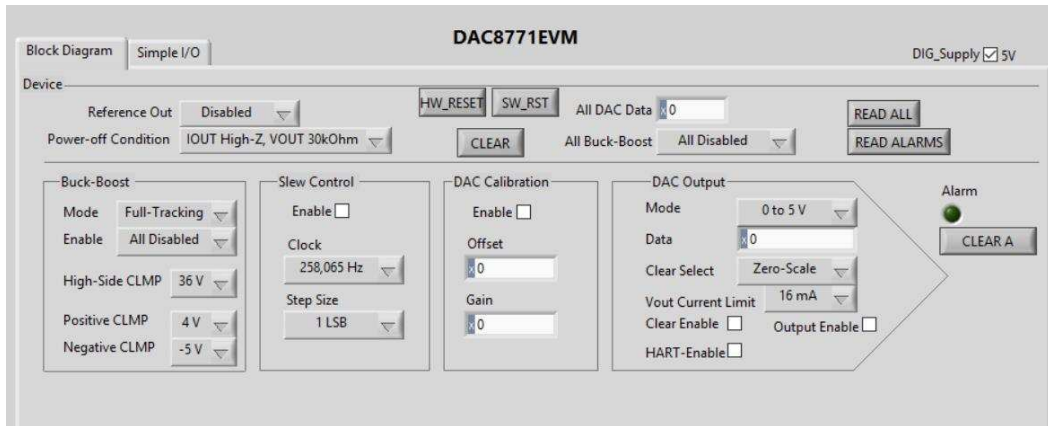 DAC8771EVM
Block Diagram
Simple I/O
DIG_Supply 5V
Device
Reference Out Disabled
HW_RESET SW_RST All DAC Data x 0 READ ALL
Power-off Condition IOUT High-Z, VOUT 30kOhm CLEAR All Buck-Boost All Disabled READ ALARMS
Buck-Boost
Mode Full-Tracking
Enable All Disabled
High-Side CLMP 36 V
Positive CLMP 4 V
Negative CLMP -5 V
Slew Control
Enable
Clock
258,065 Hz
Step Size
1 LSB
DAC Calibration
Enable
Offset
x 0
Gain
x 0
DAC Output
Mode 0 to 5 V
Data x 0
Clear Select Zero-Scale
Vout Current Limit 16 mA
Clear Enable Output Enable
HART-Enable
Alarm
CLEAR A